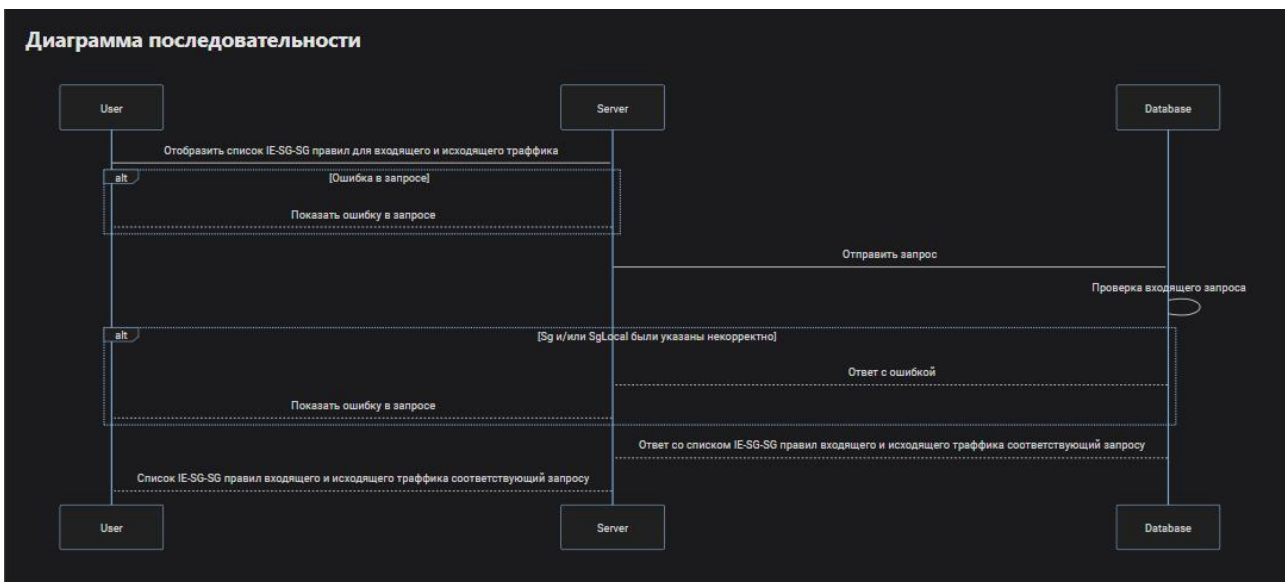 Диаграмма последовательности
User
Server
Database
Отобразить список IE-SG-SG правил для входящего и исходящего траффика
alt
[Ошибка в запросе]
Показать ошибку в запросе
Отправить запрос
Проверка входящего запроса
alt
[Sg и/или SgLocal были указаны некорректно]
Ответ с ошибкой
Показать ошибку в запросе
Ответ со списком IE-SG-SG правил входящего и исходящего траффика соответствующий запросу
Список IE-SG-SG правил входящего и исходящего траффика соответствующий запросу
User
Server
Database